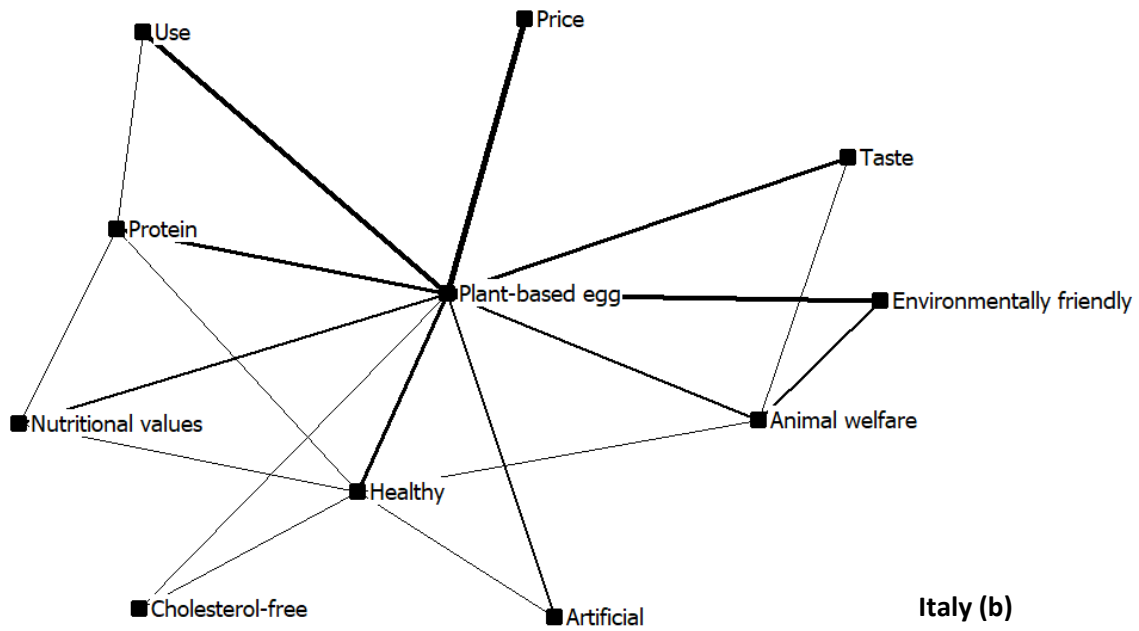 Price
Use
Taste
Protein
Plant-based egg
Environmentally friendly
Nutritional values
Animal welfare
Healthy
Cholesterol-free
Artificial
Italy (b)